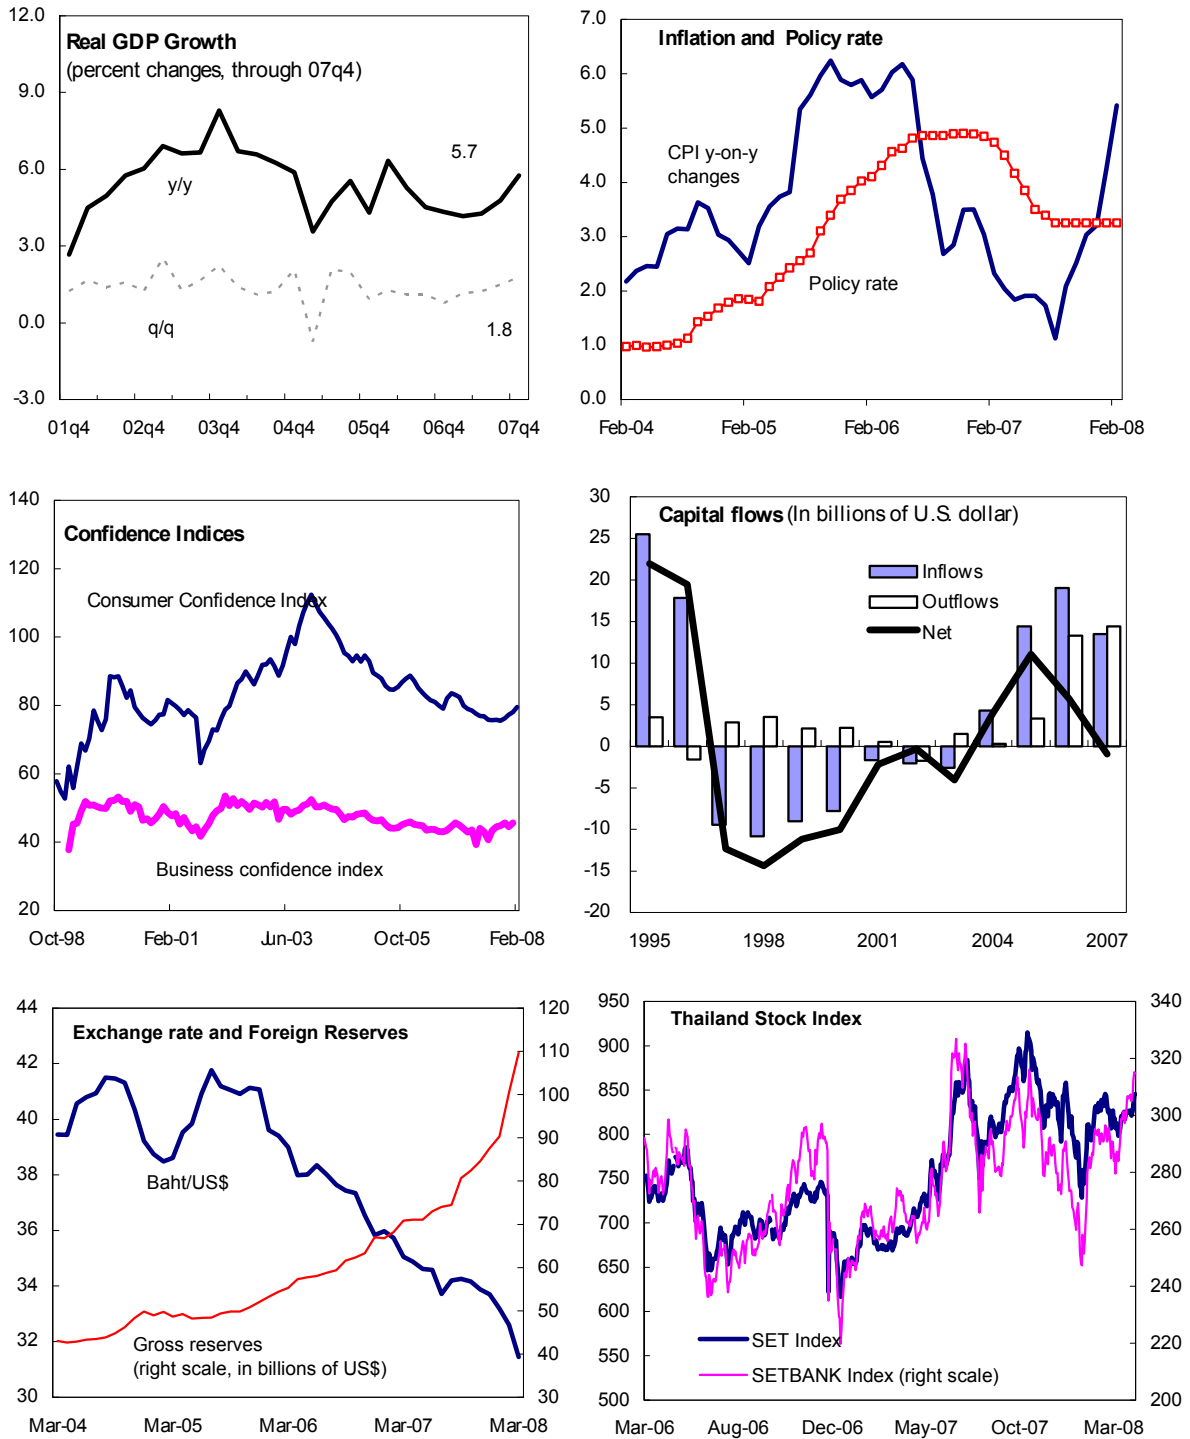 Real GDP Growth
(percent changes, through 07q4)
12.0
9.0
6.0
3.0
0.0
-3.0
5.7
y/y
q/q
1.8
01q4 02q4 03q4 04q4 05q4 06q4 07q4
Inflation and Policy rate
7.0
6.0
5.0
4.0
3.0
2.0
1.0
0.0
CPI y-on-y
changes
Policy rate
Feb-04 Feb-05 Feb-06 Feb-07 Feb-08
Confidence Indices
140
120
100
80
60
40
20
Consumer Confidence Index
Business confidence index
Oct-98 Feb-01 Jun-03 Oct-05 Feb-08
Capital flows (In billions of U.S. dollar)
30
25
20
15
10
5
0
-5
-10
-15
-20
Inflows
Outflows
Net
1995 1998 2001 2004 2007
Exchange rate and Foreign Reserves
44
42
40
38
36
34
32
30
120
110
100
90
80
70
60
50
40
30
Baht/US$
Gross reserves
(right scale, in billions of US$)
Mar-04 Mar-05 Mar-06 Mar-07 Mar-08
Thailand Stock Index
950
900
850
800
750
700
650
600
550
500
340
320
300
280
260
240
220
200
SET Index
SETBANK Index (right scale)
Mar-06 Aug-06 Dec-06 May-07 Oct-07 Mar-08